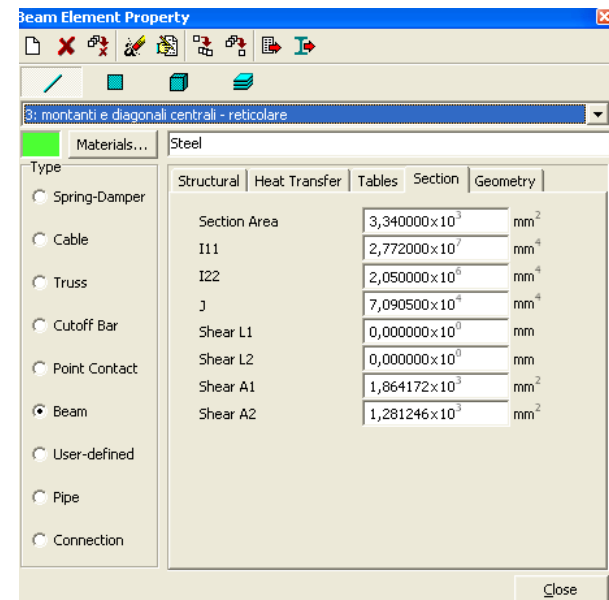 Beam Element Property
3: montanti e diagonali centrali - reticolare
Materials...
Steel
Type
Structural
Heat Transfer
Tables
Section
Geometry
Spring-Damper
Cable
Truss
Cutoff Bar
Point Contact
Beam
User-defined
Pipe
Connection
Section Area 3,340000x10³ mm²
I11 2,772000x10⁷ mm⁴
I22 2,050000x10⁶ mm⁴
J 7,090500x10⁴ mm⁴
Shear L1 0,000000x10⁰ mm
Shear L2 0,000000x10⁰ mm
Shear A1 1,864172x10³ mm²
Shear A2 1,281246x10³ mm²
Close